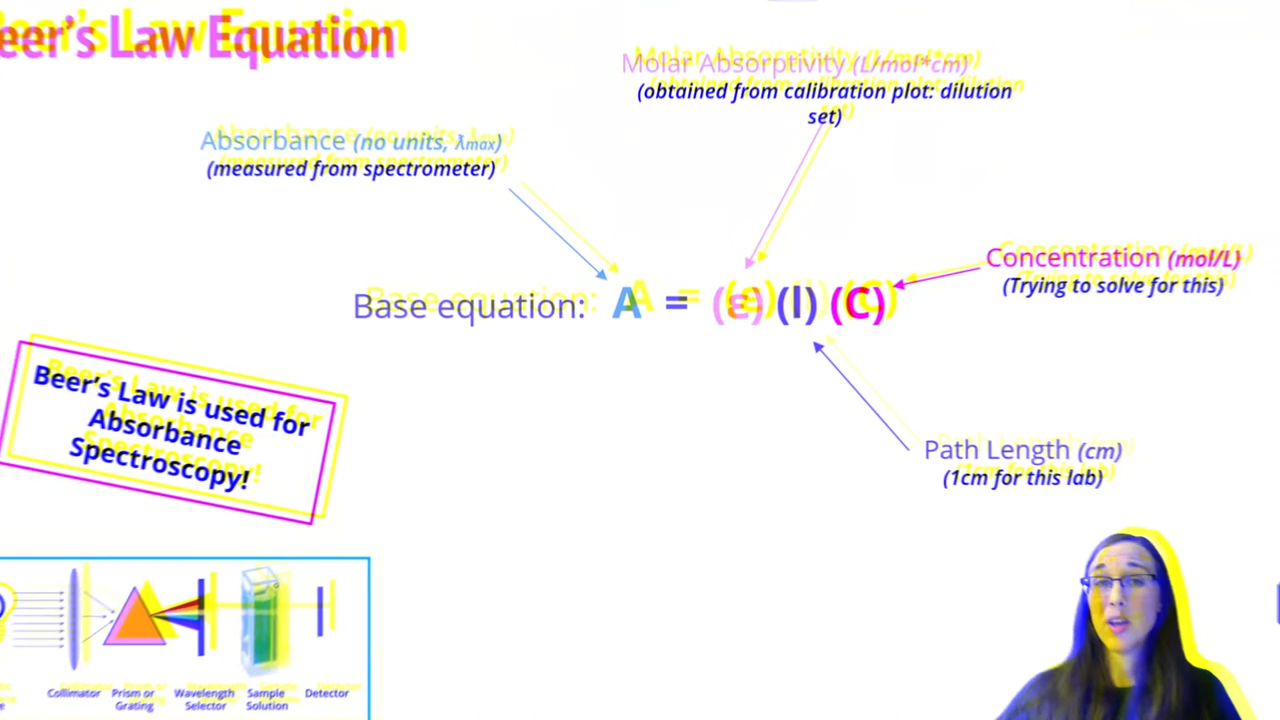 eer's Law Equation
Molar Absorptivity (L/mol*cm)
(obtained from calibration plot: dilution
set)
Absorbance (no units, λmax)
(measured from spectrometer)
Concentration (mol/L)
(Trying to solve for this)
Base equation: A = (ε)(l)(C)
Beer's Law is used for
Absorbance
Spectroscopy!
Path Length (cm)
(1cm for this lab)
Collimator
Prism or
Grating
Wavelength
Selector
Sample
Solution
Detector